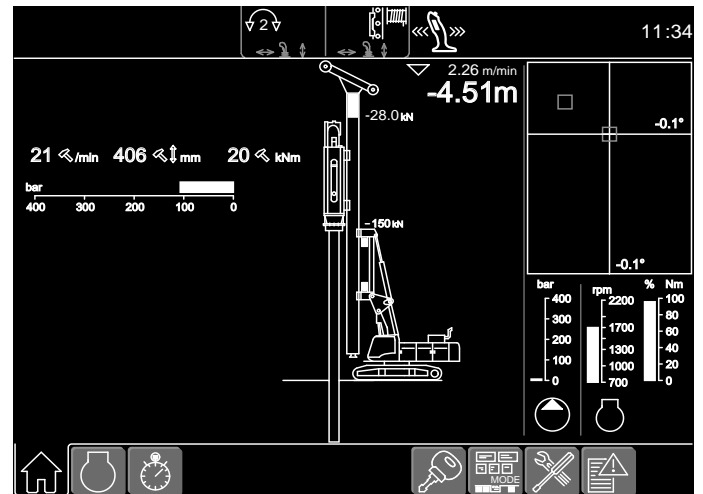 2
11:34
2.26 m/min
-4.51m
-28.0 kN
-0.1°
21 /min 406 mm 20 kNm
bar
400 300 200 100 0
-150 kN
-0.1°
bar
400
300
200
100
0
rpm
2200
1700
1300
1000
700
% Nm
100
80
60
40
20
0
MODE